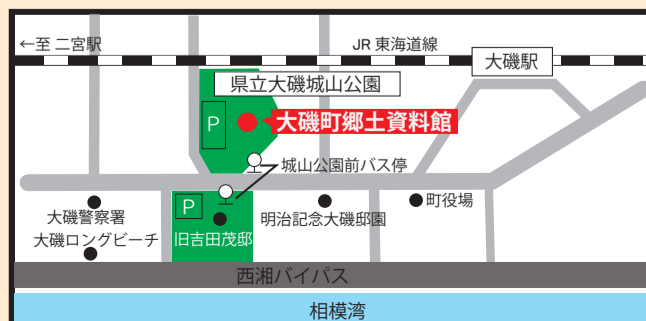 ←至 二宮駅
JR 東海道線
大磯駅
県立大磯城山公園
P
大磯町郷土資料館
城山公園前バス停
P
旧吉田茂邸
大磯警察署
大磯ロングビーチ
明治記念大磯邸園
町役場
西湘バイパス
相模湾